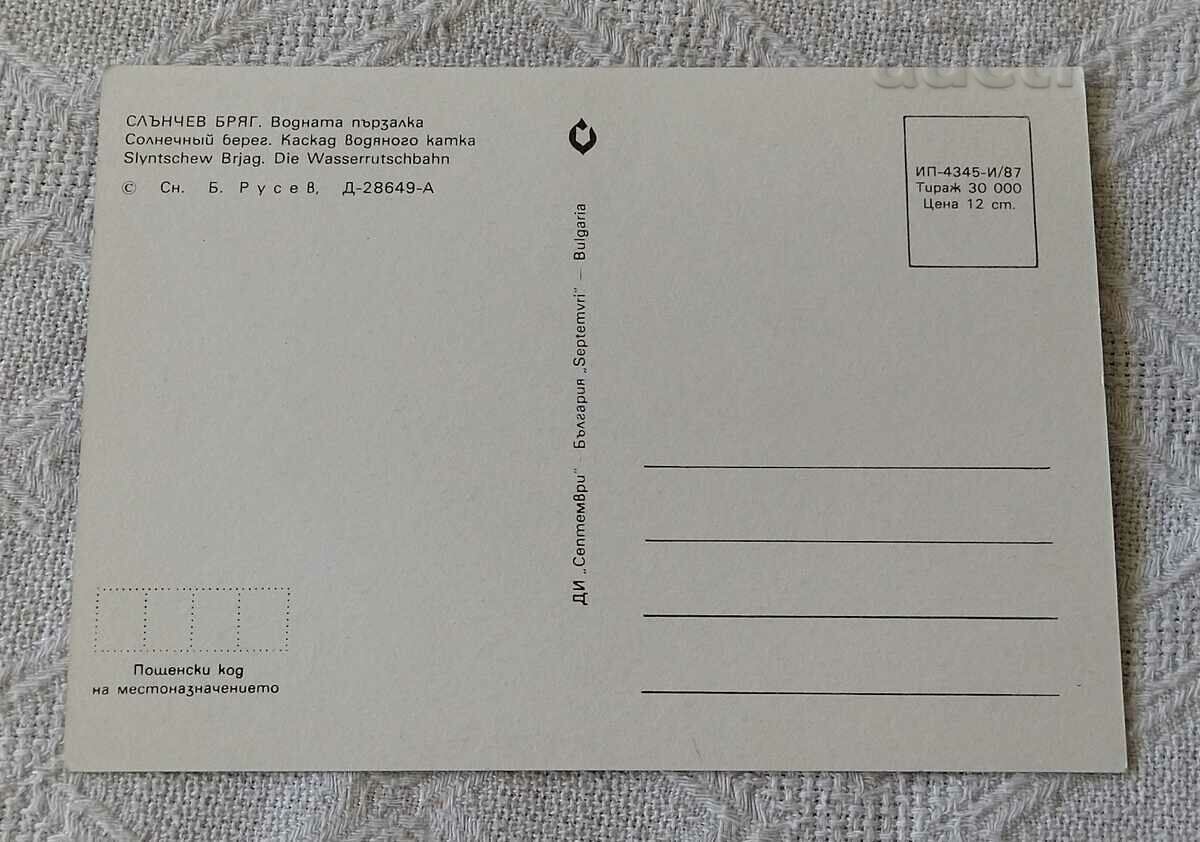 СЛЪНЧЕВ БРЯГ. Водната пързалка
Солнечный берег. Каскад водяного катка
Slyntschew Brjag. Die Wasserrutschbahn
© Сн. Б. Русев, Д-28649-А
ДИ „Септември" – България „Septemvri" – Bulgaria
ИП-4345-И/87
Тираж 30 000
Цена 12 ст.
Пощенски код
на местоназначението